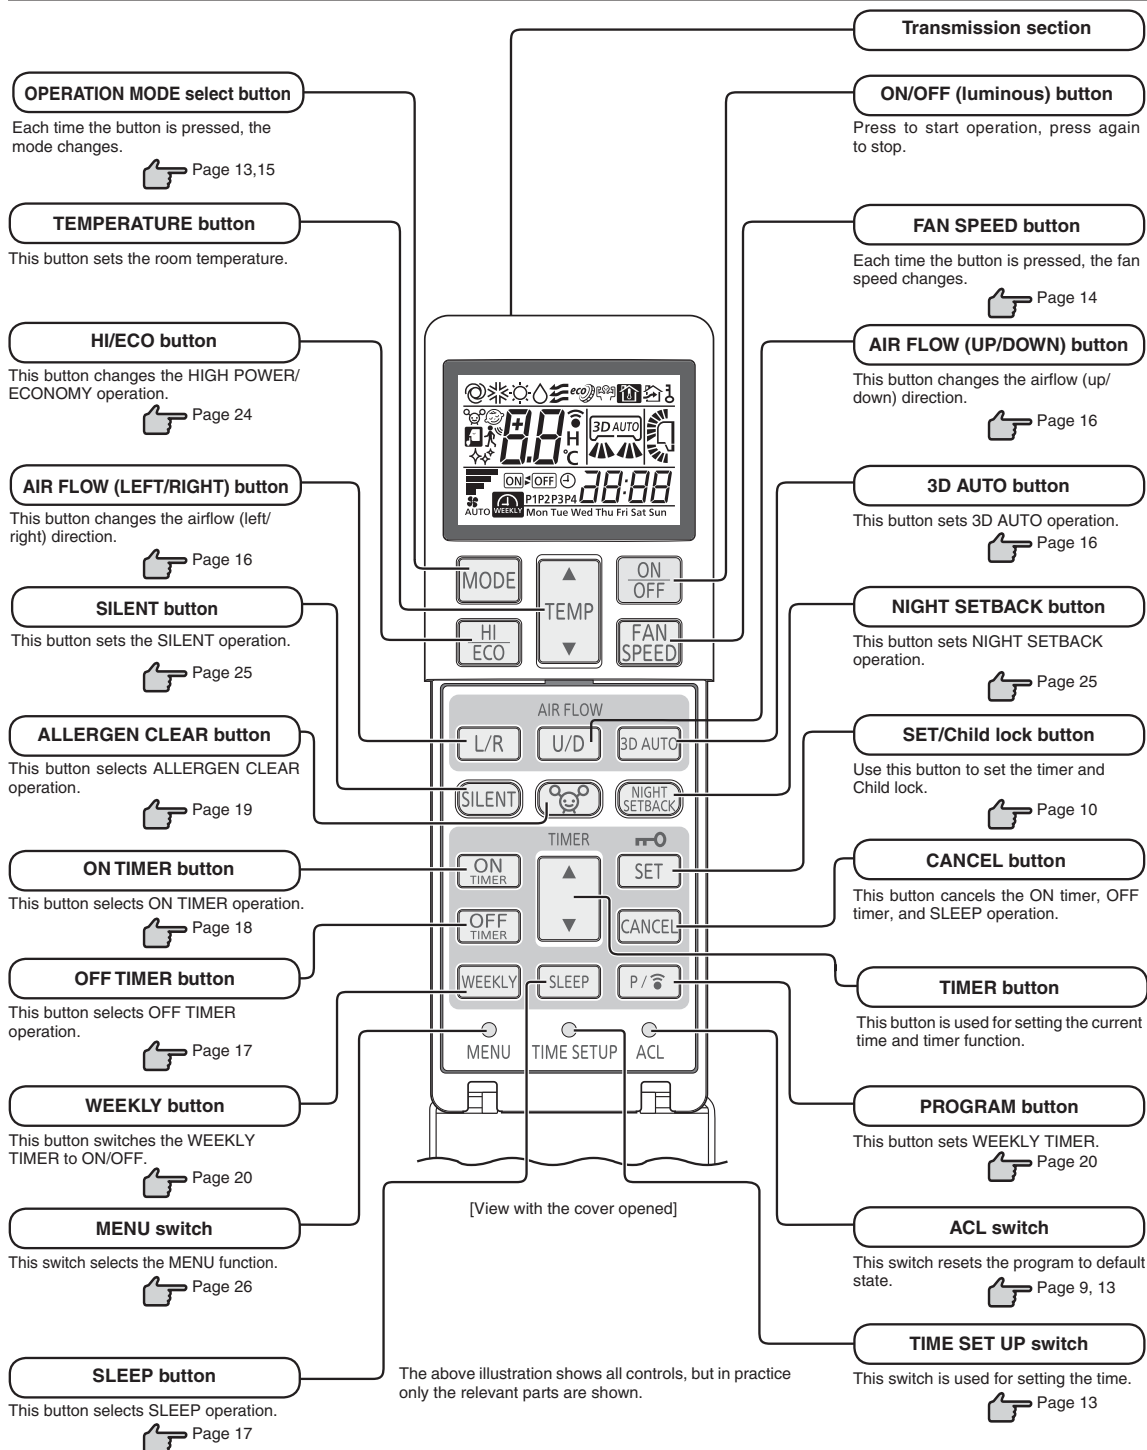 Transmission section
OPERATION MODE select button
Each time the button is pressed, the
mode changes.
Page 13,15
TEMPERATURE button
This button sets the room temperature.
HI/ECO button
This button changes the HIGH POWER/
ECONOMY operation.
Page 24
AIR FLOW (LEFT/RIGHT) button
This button changes the airflow (left/
right) direction.
Page 16
SILENT button
This button sets the SILENT operation.
Page 25
ALLERGEN CLEAR button
This button selects ALLERGEN CLEAR
operation.
Page 19
ON TIMER button
This button selects ON TIMER operation.
Page 18
OFF TIMER button
This button selects OFF TIMER
operation.
Page 17
WEEKLY button
This button switches the WEEKLY
TIMER to ON/OFF.
Page 20
MENU switch
This switch selects the MENU function.
Page 26
SLEEP button
This button selects SLEEP operation.
Page 17
eco
+ 8.8 H °C
3D AUTO
ON OFF 28:88
AUTO WEEKLY P1P2P3P4
Mon Tue Wed Thu Fri Sat Sun
MODE
TEMP
ON
OFF
HI
ECO
FAN
SPEED
AIR FLOW
L/R U/D 3D AUTO
SILENT
NIGHT
SETBACK
TIMER
ON
TIMER
SET
OFF
TIMER
CANCEL
WEEKLY SLEEP P/
MENU TIME SETUP ACL
[View with the cover opened]
The above illustration shows all controls, but in practice
only the relevant parts are shown.
ON/OFF (luminous) button
Press to start operation, press again
to stop.
FAN SPEED button
Each time the button is pressed, the fan
speed changes.
Page 14
AIR FLOW (UP/DOWN) button
This button changes the airflow (up/
down) direction.
Page 16
3D AUTO button
This button sets 3D AUTO operation.
Page 16
NIGHT SETBACK button
This button sets NIGHT SETBACK
operation.
Page 25
SET/Child lock button
Use this button to set the timer and
Child lock.
Page 10
CANCEL button
This button cancels the ON timer, OFF
timer, and SLEEP operation.
TIMER button
This button is used for setting the current
time and timer function.
PROGRAM button
This button sets WEEKLY TIMER.
Page 20
ACL switch
This switch resets the program to default
state.
Page 9, 13
TIME SET UP switch
This switch is used for setting the time.
Page 13